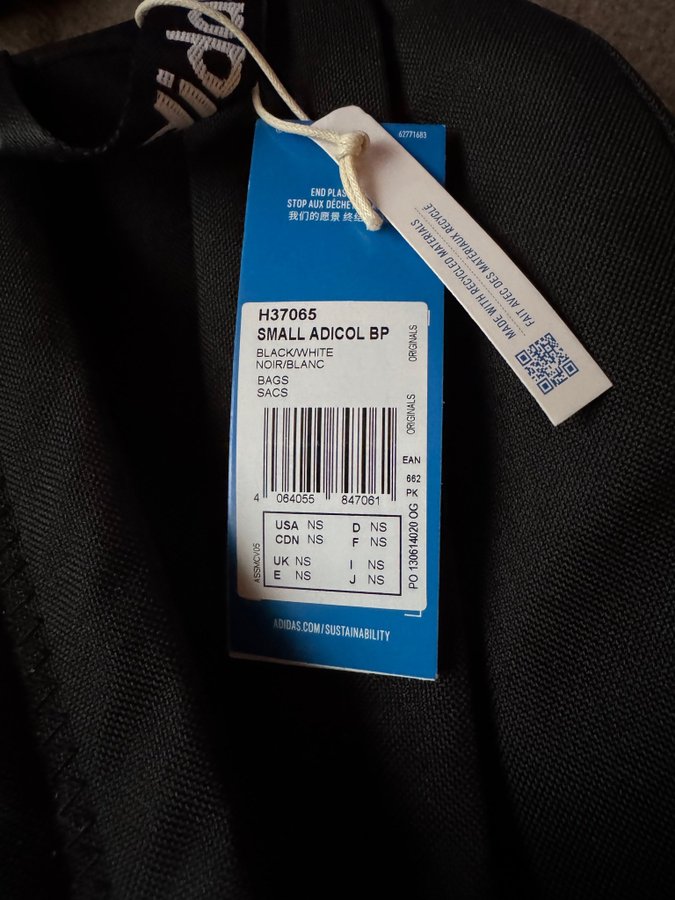 62771683
END PLAS
STOP AUX DÉCHE
我们的愿景 终结
MADE WITH RECYCLED MATERIALS
FAIT AVEC DES MATÉRIAUX RECYCLÉ
H37065
SMALL ADICOL BP
BLACK/WHITE
NOIR/BLANC
BAGS
SACS
ORIGINALS
ORIGINALS
EAN
662
PK
4 064055 847061
PO 130614020 OG
ASSMCV05
USA NS D NS
CDN NS F NS
UK NS I NS
E NS J NS
ADIDAS.COM/SUSTAINABILITY